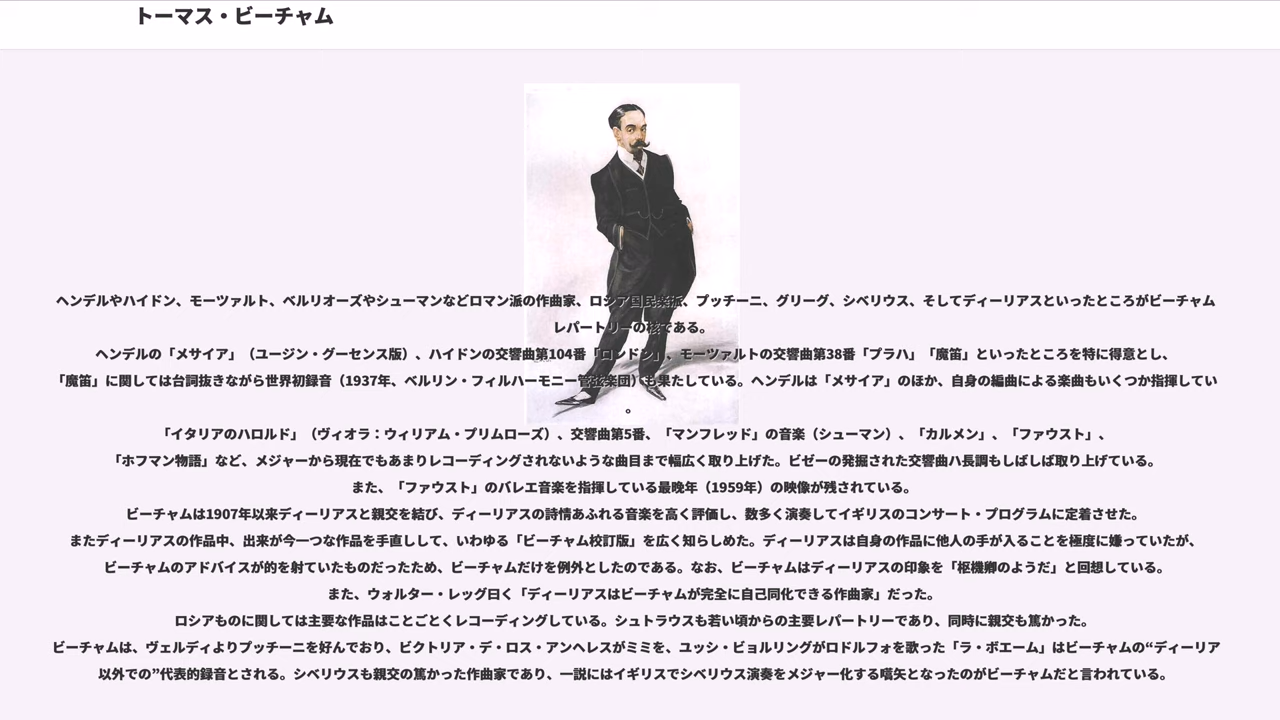 トーマス・ビーチャム
ヘンデルやハイドン、モーツァルト、ベルリオーズやシューマンなどロマン派の作曲家、ロシア国民楽派、プッチーニ、グリーグ、シベリウス、そしてディーリアスといったところがビーチャム
レパートリーの核である。
ヘンデルの「メサイア」（ユージン・グーセンス版）、ハイドンの交響曲第104番「ロンドン」、モーツァルトの交響曲第38番「プラハ」「魔笛」といったところを特に得意とし、
「魔笛」に関しては台詞抜きながら世界初録音（1937年、ベルリン・フィルハーモニー管弦楽団）も果たしている。ヘンデルは「メサイア」のほか、自身の編曲による楽曲もいくつか指揮してい
。
「イタリアのハロルド」（ヴィオラ：ウィリアム・プリムローズ）、交響曲第5番、「マンフレッド」の音楽（シューマン）、「カルメン」、「ファウスト」、
「ホフマン物語」など、メジャーから現在でもあまりレコーディングされないような曲目まで幅広く取り上げた。ビゼーの発掘された交響曲ハ長調もしばしば取り上げている。
また、「ファウスト」のバレエ音楽を指揮している最晩年（1959年）の映像が残されている。
ビーチャムは1907年以来ディーリアスと親交を結び、ディーリアスの詩情あふれる音楽を高く評価し、数多く演奏してイギリスのコンサート・プログラムに定着させた。
またディーリアスの作品中、出来が今一つな作品を手直しして、いわゆる「ビーチャム校訂版」を広く知らしめた。ディーリアスは自身の作品に他人の手が入ることを極度に嫌っていたが、
ビーチャムのアドバイスが的を射ていたものだったため、ビーチャムだけを例外としたのである。なお、ビーチャムはディーリアスの印象を「枢機卿のようだ」と回想している。
また、ウォルター・レッグ曰く「ディーリアスはビーチャムが完全に自己同化できる作曲家」だった。
ロシアものに関しては主要な作品はことごとくレコーディングしている。シュトラウスも若い頃からの主要レパートリーであり、同時に親交も篤かった。
ビーチャムは、ヴェルディよりプッチーニを好んでおり、ビクトリア・デ・ロス・アンヘレスがミミを、ユッシ・ビョルリングがロドルフォを歌った「ラ・ボエーム」はビーチャムの“ディーリア
以外での”代表的録音とされる。シベリウスも親交の篤かった作曲家であり、一説にはイギリスでシベリウス演奏をメジャー化する嚆矢となったのがビーチャムだと言われている。